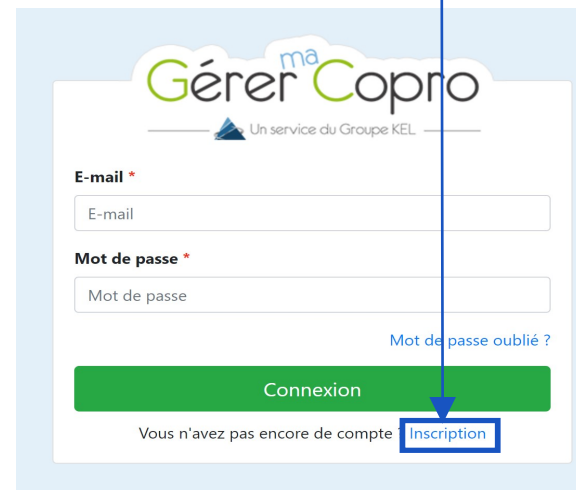 Gérer ma Copro
Un service du Groupe KEL
E-mail *
E-mail
Mot de passe *
Mot de passe
Mot de passe oublié ?
Connexion
Vous n'avez pas encore de compte ? Inscription